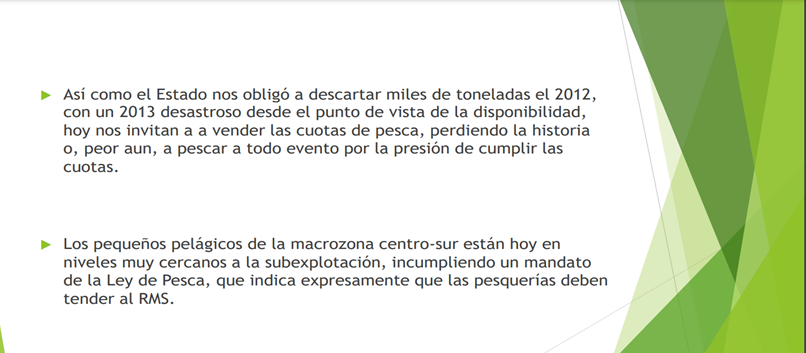 Así como el Estado nos obligó a descartar miles de toneladas el 2012,
con un 2013 desastroso desde el punto de vista de la disponibilidad,
hoy nos invitan a a vender las cuotas de pesca, perdiendo la historia
o, peor aun, a pescar a todo evento por la presión de cumplir las
cuotas.
Los pequeños pelágicos de la macrozona centro-sur están hoy en
niveles muy cercanos a la subexplotación, incumpliendo un mandato
de la Ley de Pesca, que indica expresamente que las pesquerías deben
tender al RMS.